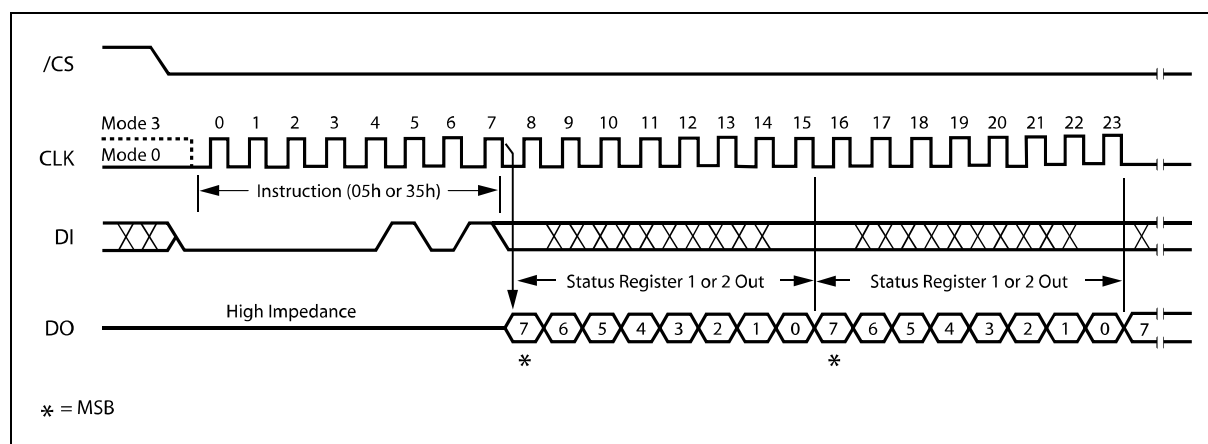 /CS
Mode 3 0 1 2 3 4 5 6 7 8 9 10 11 12 13 14 15 16 17 18 19 20 21 22 23
CLK Mode 0
Instruction (05h or 35h)
DI
Status Register 1 or 2 Out Status Register 1 or 2 Out
High Impedance
DO 7 6 5 4 3 2 1 0 7 6 5 4 3 2 1 0 7
* *
* = MSB